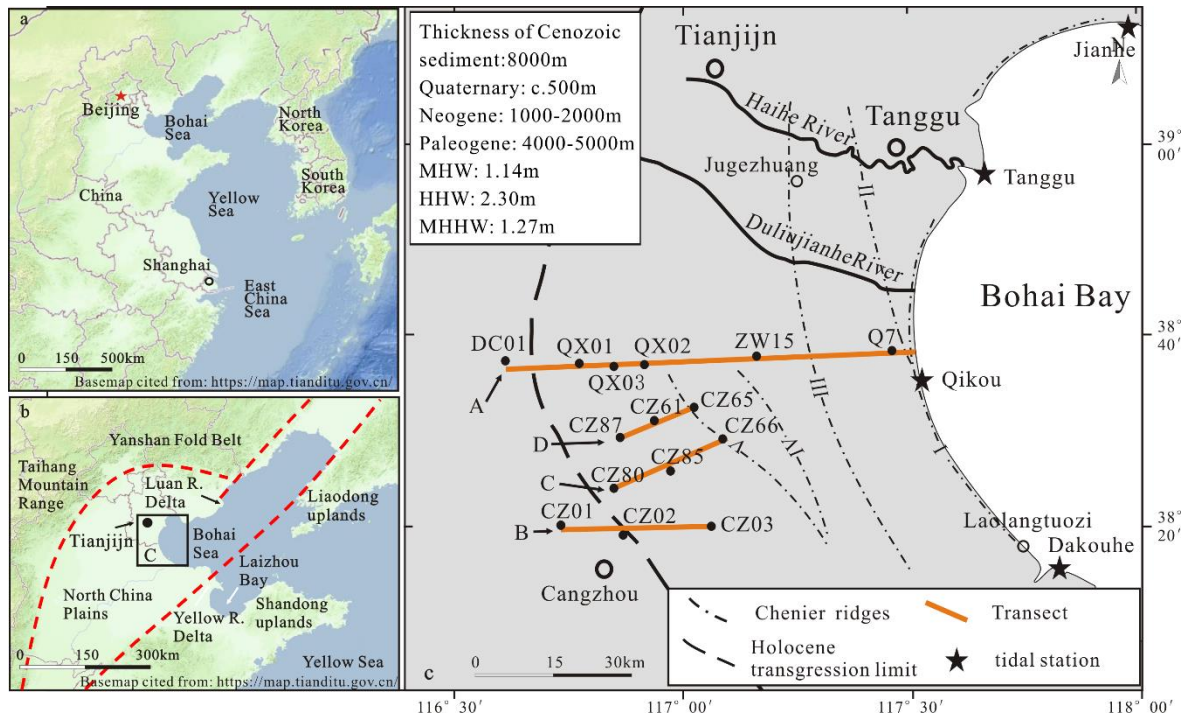 a
Beijing
Bohai
Sea
North
Korea
South
Korea
China
Yellow
Sea
Shanghai
East
China
Sea
0 150 500km
Basemap cited from: https://map.tianditu.gov.cn/
b
Yanshan Fold Belt
Taihang
Mountain
Range
Luan R.
Delta
Liaodong
uplands
Tianjijn
C
Bohai
Sea
Laizhou
Bay
North China
Plains
Yellow R.
Delta
Shandong
uplands
0 150 300km
Yellow Sea
Basemap cited from: https://map.tianditu.gov.cn/
Thickness of Cenozoic
sediment:8000m
Quaternary: c.500m
Neogene: 1000-2000m
Paleogene: 4000-5000m
MHW: 1.14m
HHW: 2.30m
MHHW: 1.27m
Tianjijn
Jianhe
N
Haihe River
Tanggu
39°
00′
Jugezhuang
II
Tanggu
DuliujianheRiver
Bohai Bay
38°
40′
DC01
QX01
QX02
ZW15
Q7
QX03
Qikou
A
III
CZ61
CZ65
CZ87
CZ66
D
V
IV
I
CZ85
C
CZ80
CZ01
CZ02
CZ03
B
Laolangtuozi
38°
20′
Dakouhe
Cangzhou
Chenier ridges
Transect
Holocene
transgression limit
tidal station
c
0 15 30km
116°30′
117°00′
117°30′
118°00′